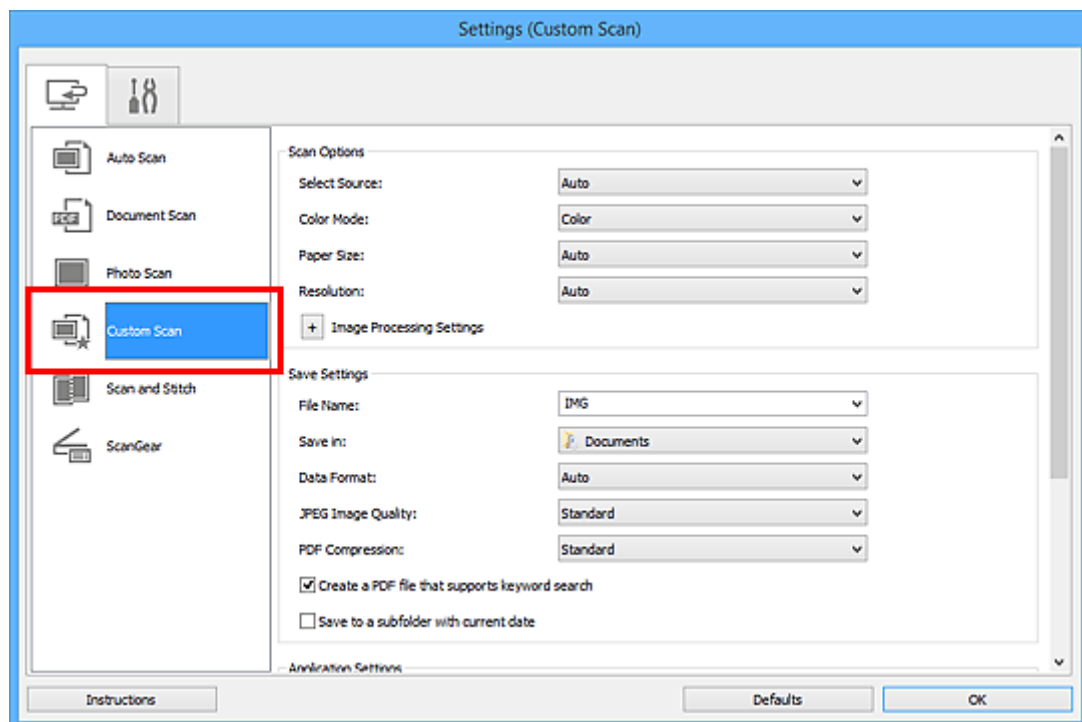 Settings (Custom Scan)
Auto Scan
PDF
Document Scan
Photo Scan
Custom Scan
Scan and Stitch
ScanGear
Scan Options
Select Source: Auto
Color Mode: Color
Paper Size: Auto
Resolution: Auto
+ Image Processing Settings
Save Settings
File Name: IMG
Save in: Documents
Data Format: Auto
JPEG Image Quality: Standard
PDF Compression: Standard
Create a PDF file that supports keyword search
Save to a subfolder with current date
Application Settings
Instructions
Defaults
OK